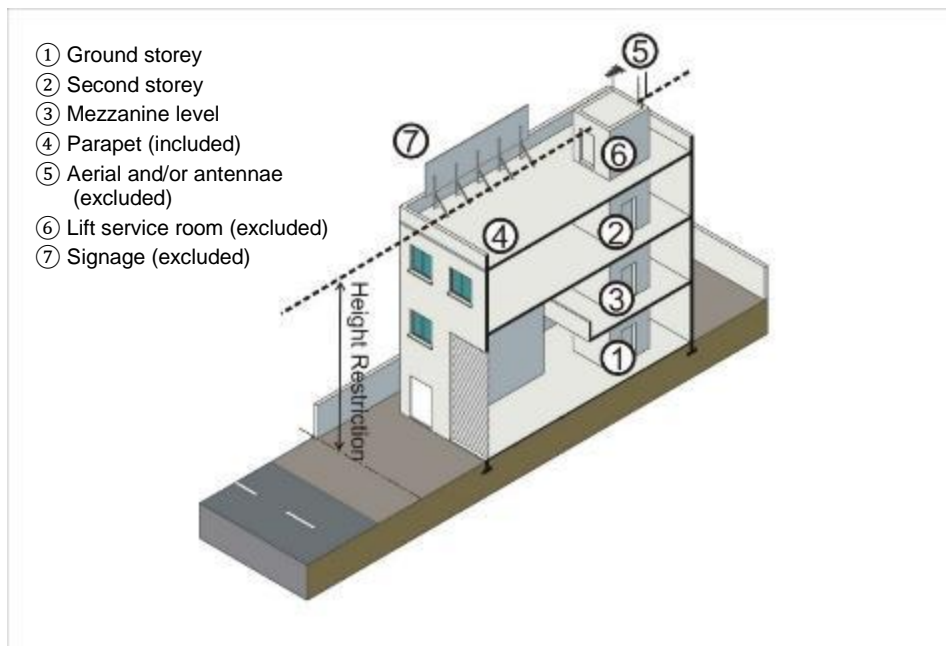 ① Ground storey
② Second storey
③ Mezzanine level
④ Parapet (included)
⑤ Aerial and/or antennae
(excluded)
⑥ Lift service room (excluded)
⑦ Signage (excluded)
⑤
⑦
⑥
④
②
③
①
Height Restriction